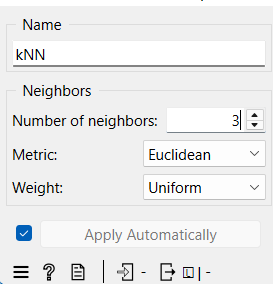 Name
kNN
Neighbors
Number of neighbors: 3
Metric: Euclidean
Weight: Uniform
Apply Automatically
? - | -